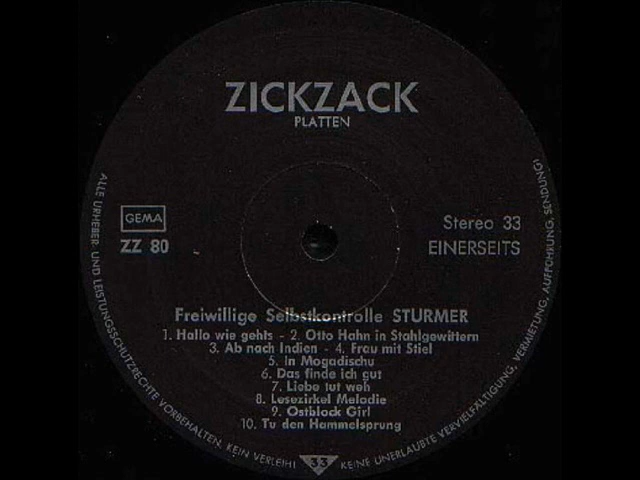 ZICKZACK
PLATTEN
GEMA
ZZ 80
Stereo 33
EINERSEITS
Freiwillige Selbstkontrolle STURMER
1. Hallo wie gehts - 2. Otto Hahn in Stahlgewittern
3. Ab nach Indien - 4. Frau mit Stiel
5. In Mogadischu
6. Das finde ich gut
7. Liebe tut weh
8. Lesezirkel Melodie
9. Ostblock Girl
10. Tu den Hammelsprung
ALLE URHEBER- UND LEISTUNGSSCHUTZRECHTE VORBEHALTEN. KEIN VERLEIH! 33 KEINE UNERLAUBTE VERVIELFÄLTIGUNG, VERMIETUNG, AUFFÜHRUNG, SENDUNG!